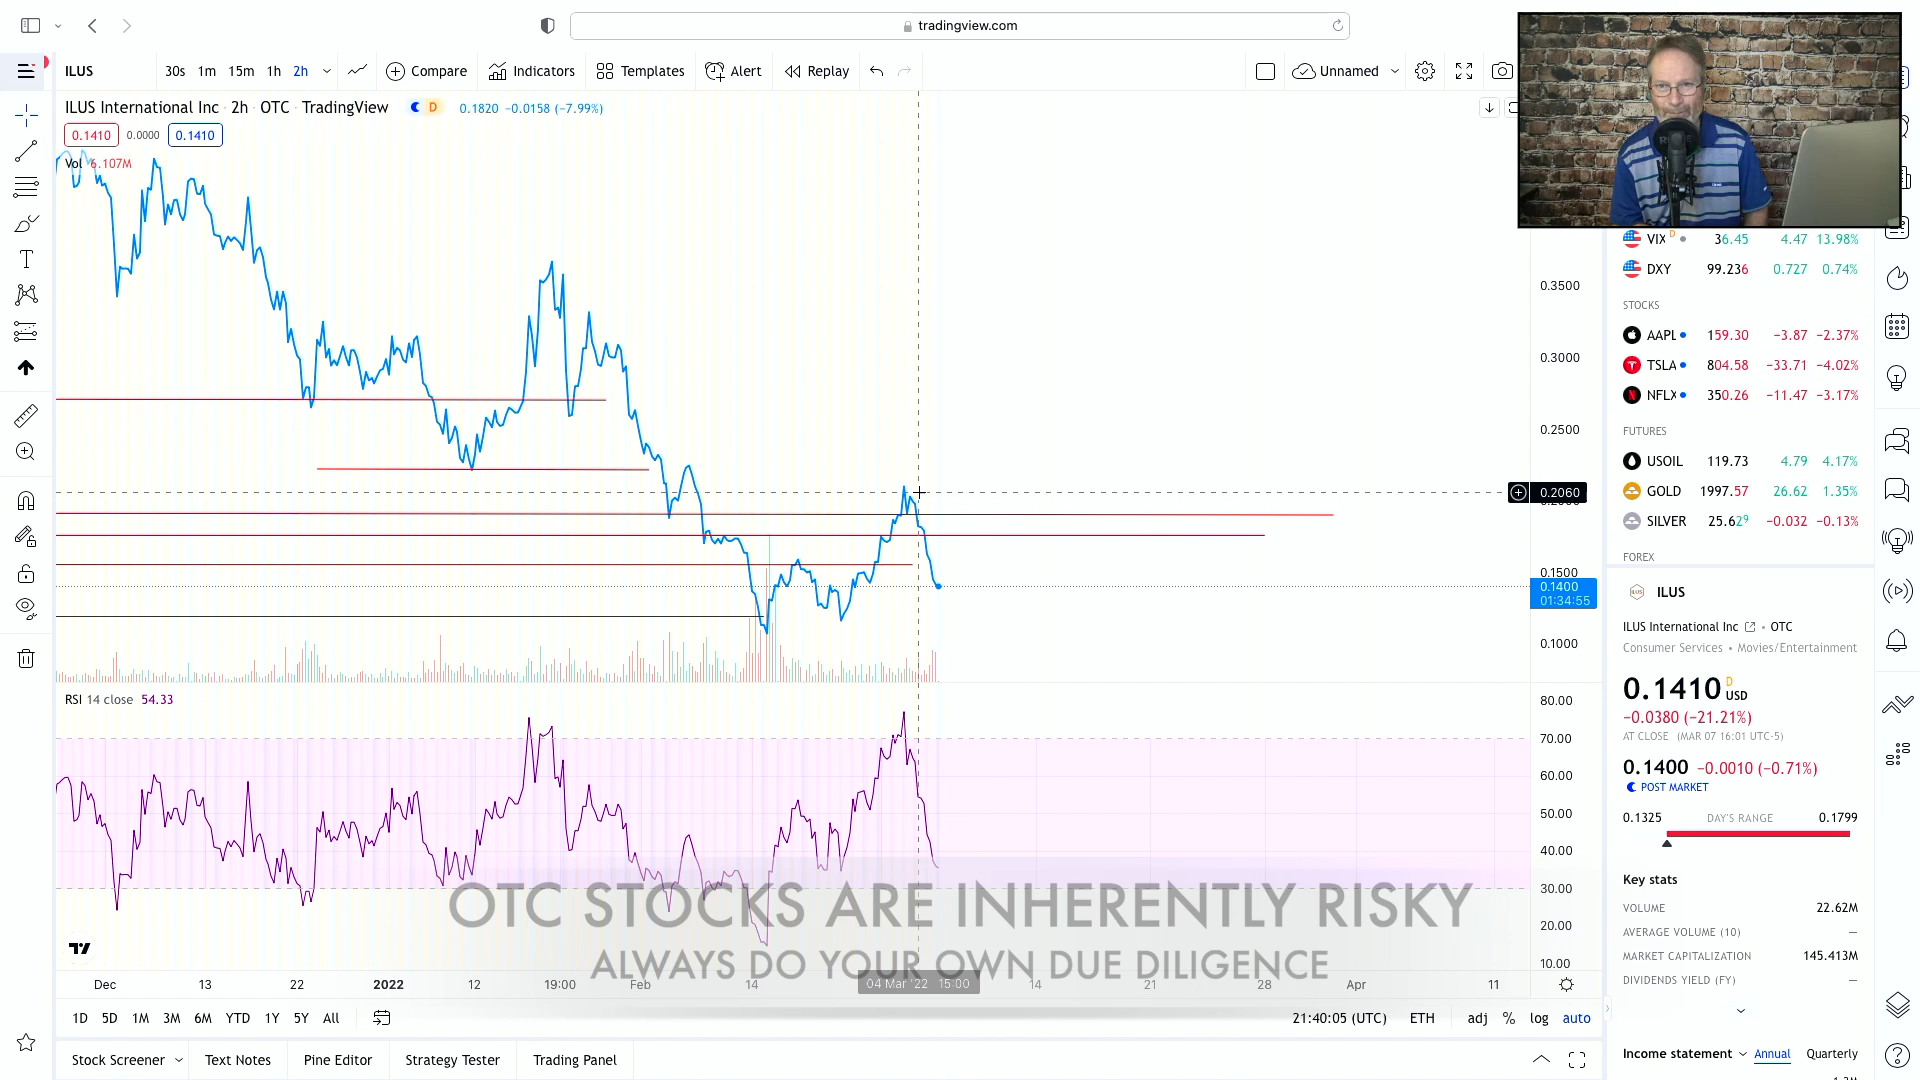 tradingview.com
ILUS 30s 1m 15m 1h 2h Compare Indicators Templates Alert Replay Unnamed
ILUS International Inc · 2h · OTC · TradingView D 0.1820 −0.0158 (−7.99%)
0.1410 0.0000 0.1410
Vol 6.107M
0.3500
0.3000
0.2500
0.2060
0.1500
0.1400
01:34:55
0.1000
RSI 14 close 54.33
80.00
70.00
60.00
50.00
40.00
30.00
20.00
10.00
OTC STOCKS ARE INHERENTLY RISKY
ALWAYS DO YOUR OWN DUE DILIGENCE
Dec 13 22 2022 12 19:00 Feb 14 04 Mar '22 15:00 14 21 28 Apr 11
1D 5D 1M 3M 6M YTD 1Y 5Y All 21:40:05 (UTC) ETH adj % log auto
Stock Screener Text Notes Pine Editor Strategy Tester Trading Panel
VIX D 36.45 4.47 13.98%
DXY 99.236 0.727 0.74%
STOCKS
AAPL 159.30 −3.87 −2.37%
TSLA 804.58 −33.71 −4.02%
NFLX 350.26 −11.47 −3.17%
FUTURES
USOIL 119.73 4.79 4.17%
GOLD 1997.57 26.62 1.35%
SILVER 25.629 −0.032 −0.13%
FOREX
ILUS
ILUS International Inc · OTC
Consumer Services • Movies/Entertainment
0.1410 D USD
−0.0380 (−21.21%)
AT CLOSE (MAR 07 16:01 UTC-5)
0.1400 −0.0010 (−0.71%)
POST MARKET
0.1325 DAY'S RANGE 0.1799
Key stats
VOLUME 22.62M
AVERAGE VOLUME (10) —
MARKET CAPITALIZATION 145.413M
DIVIDENDS YIELD (FY) —
Income statement Annual Quarterly